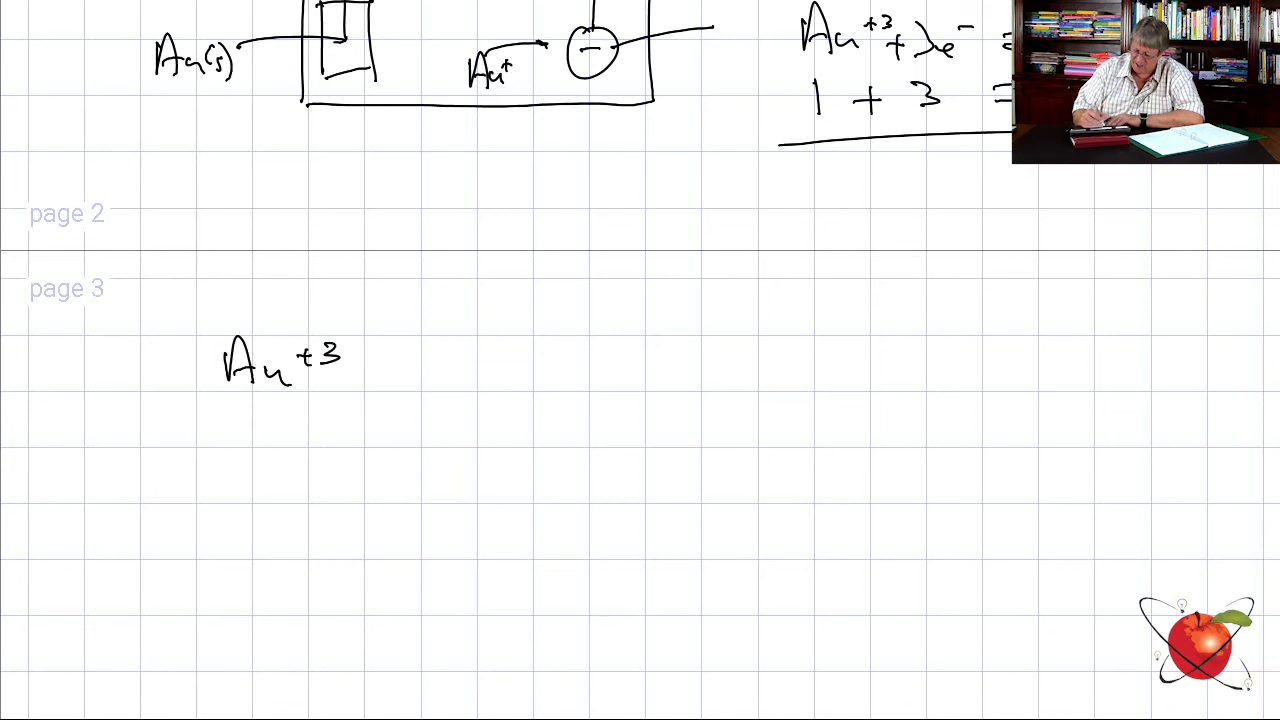 Au(s)
Au⁺
−
Au⁺³ + 3e⁻ =
1 + 3 =
page 2
page 3
Au⁺³